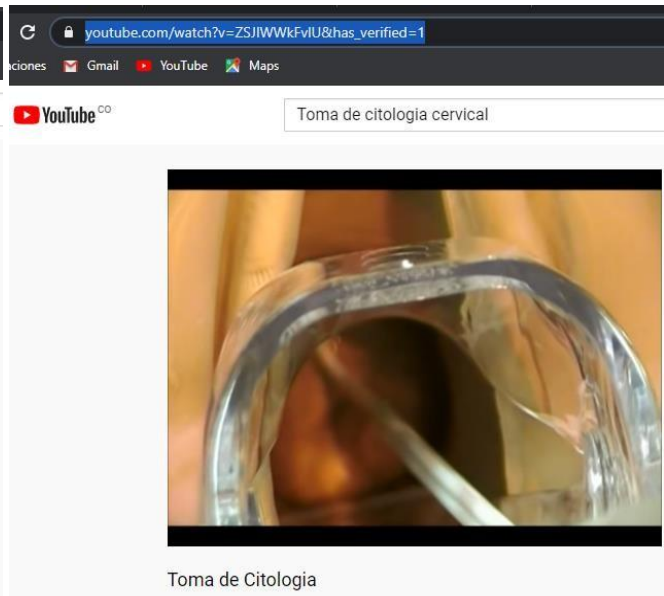 youtube.com/watch?v=ZSJIWWkFvIU&has_verified=1
ciones Gmail YouTube Maps
YouTube CO Toma de citologia cervical
Toma de Citologia